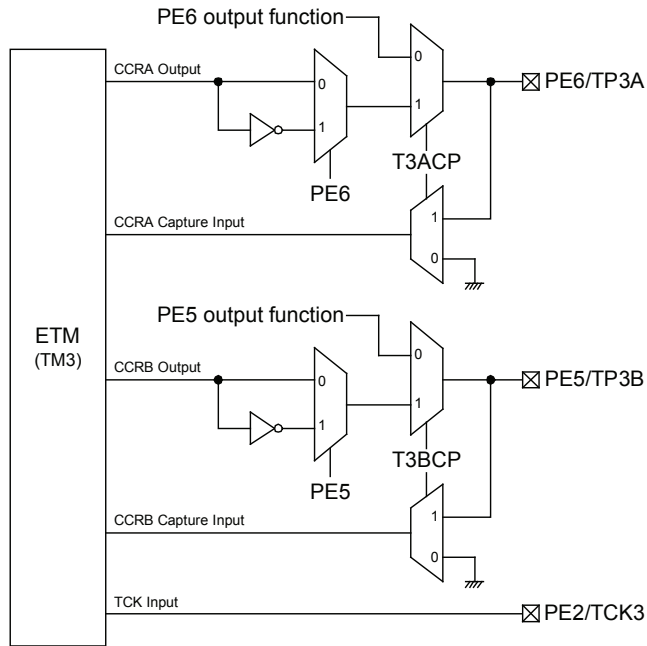 PE6 output function
CCRA Output
0
1
PE6
0
1
T3ACP
PE6/TP3A
CCRA Capture Input
1
0
ETM
(TM3)
PE5 output function
CCRB Output
0
1
PE5
0
1
T3BCP
PE5/TP3B
CCRB Capture Input
1
0
TCK Input
PE2/TCK3